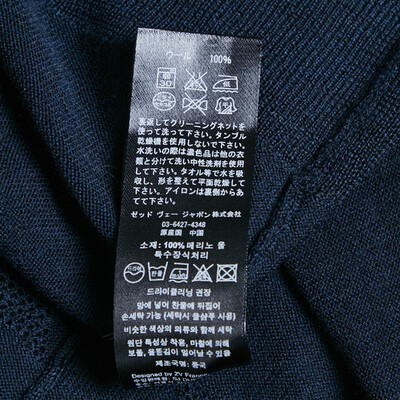 ウール 100%
弱
30
裏返してクリーニングネットを
使って洗って下さい。タンブル
乾燥機を使用しないで下さい。
水洗いの際は濃色品は他の衣
類と分けて洗い中性洗剤を使用
して下さい。タオル等で水を吸
収し、形を整えて平面乾燥して
下さい。アイロンは裏側からあ
てて下さい。
ゼッド ヴェー ジャポン株式会社
03-6427-4348
原産国 中国
소재: 100% 메리노 울
특수장식처리
드라이클리닝 권장
망에 넣어 찬물에 뒤집어
손세탁 가능 (세탁시 울샴푸 사용)
비슷한 색상의 의류와 함께 세탁
원단 특성상 착용, 마찰에 의해
보풀, 올뜯김이 일어날 수 있음
제조국명: 중국
Designed by ZV France